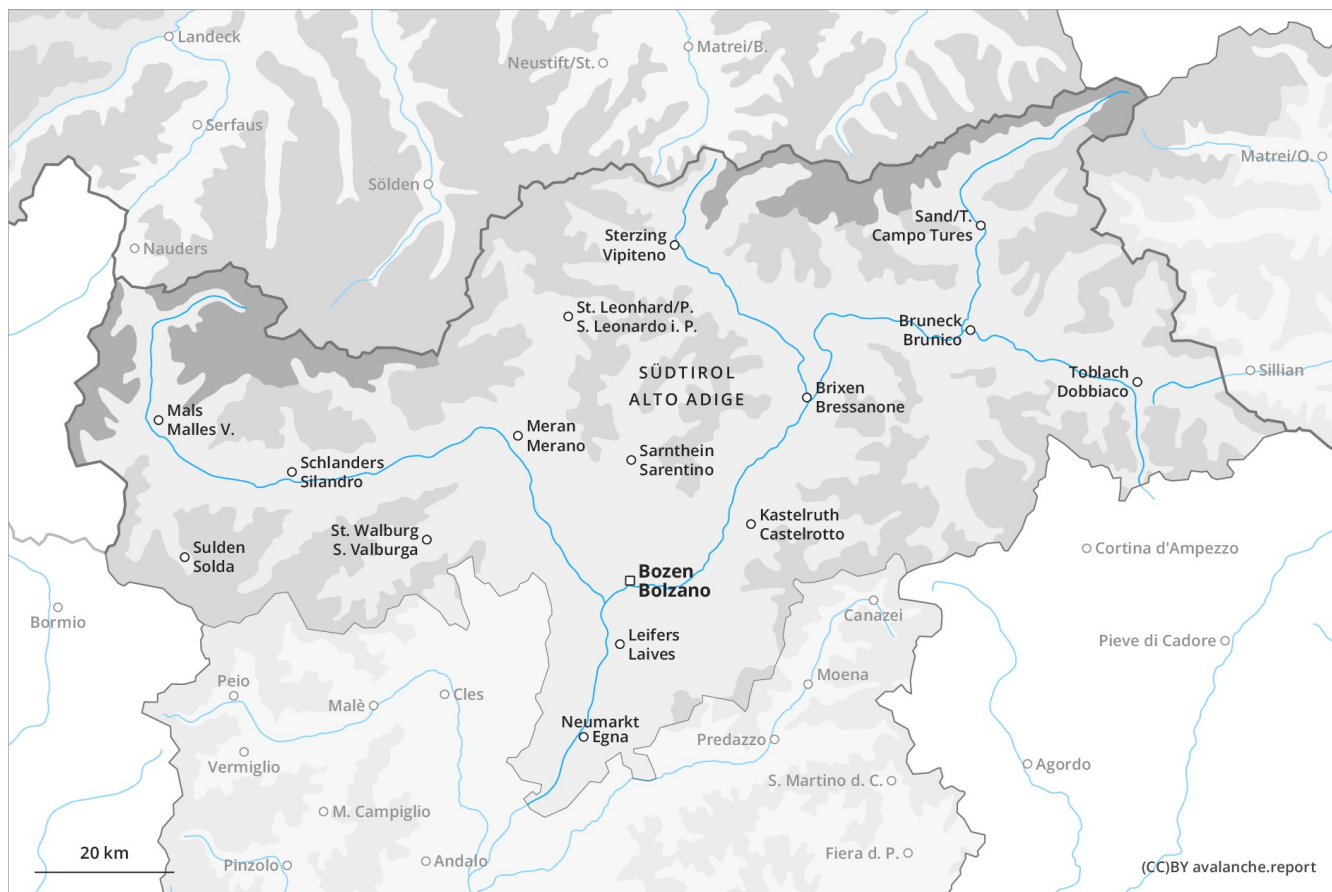 Landeck
Matrei/B.
Neustift/St.
Serfaus
Matrei/O.
Sölden
Sand/T.
Campo Tures
Nauders
Sterzing
Vipiteno
St. Leonhard/P.
S. Leonardo i. P.
Bruneck
Brunico
SÜDTIROL
ALTO ADIGE
Toblach
Dobbiaco
Sillian
Brixen
Bressanone
Mals
Malles V.
Meran
Merano
Sarnthein
Sarentino
Schlanders
Silandro
Kastelruth
Castelrotto
St. Walburg
S. Valburga
Sulden
Solda
Cortina d'Ampezzo
Bozen
Bolzano
Bormio
Canazei
Leifers
Laives
Pieve di Cadore
Peio
Moena
Malè
Cles
Neumarkt
Egna
Predazzo
Vermiglio
Agordo
S. Martino d. C.
M. Campiglio
20 km
Pinzolo
Andalo
Fiera d. P.
(CC)BY avalanche.report